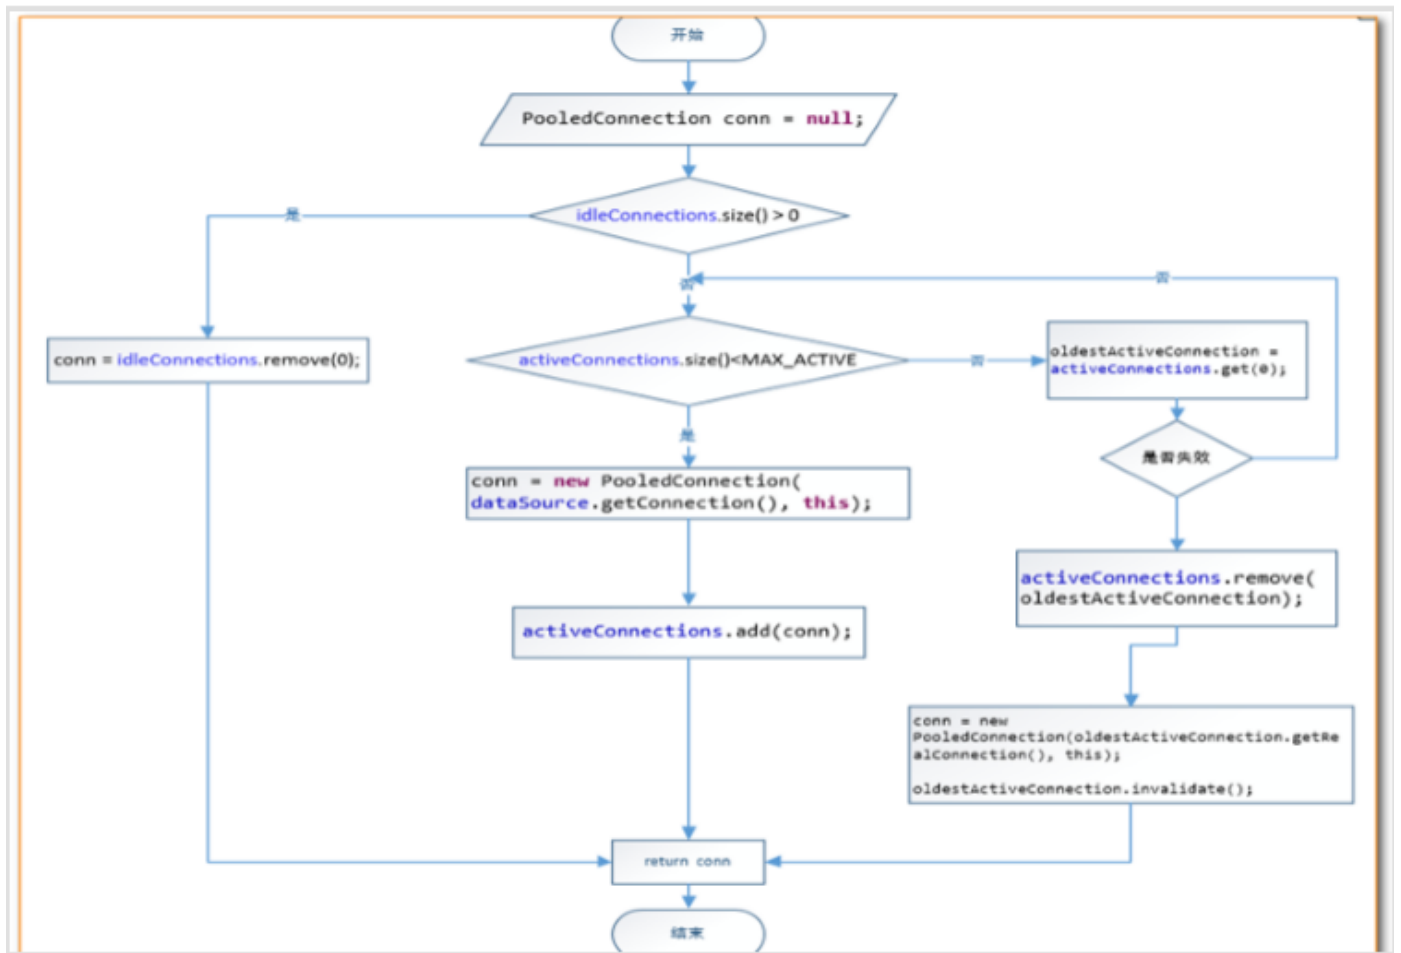 开始
PooledConnection conn = null;
idleConnections.size() > 0
是
否
否
conn = idleConnections.remove(0);
activeConnections.size()<MAX_ACTIVE
否
oldestActiveConnection =
activeConnections.get(0);
是
是否失效
conn = new PooledConnection(
dataSource.getConnection(), this);
activeConnections.remove(
oldestActiveConnection);
activeConnections.add(conn);
conn = new
PooledConnection(oldestActiveConnection.getRe
alConnection(), this);
oldestActiveConnection.invalidate();
return conn
结束